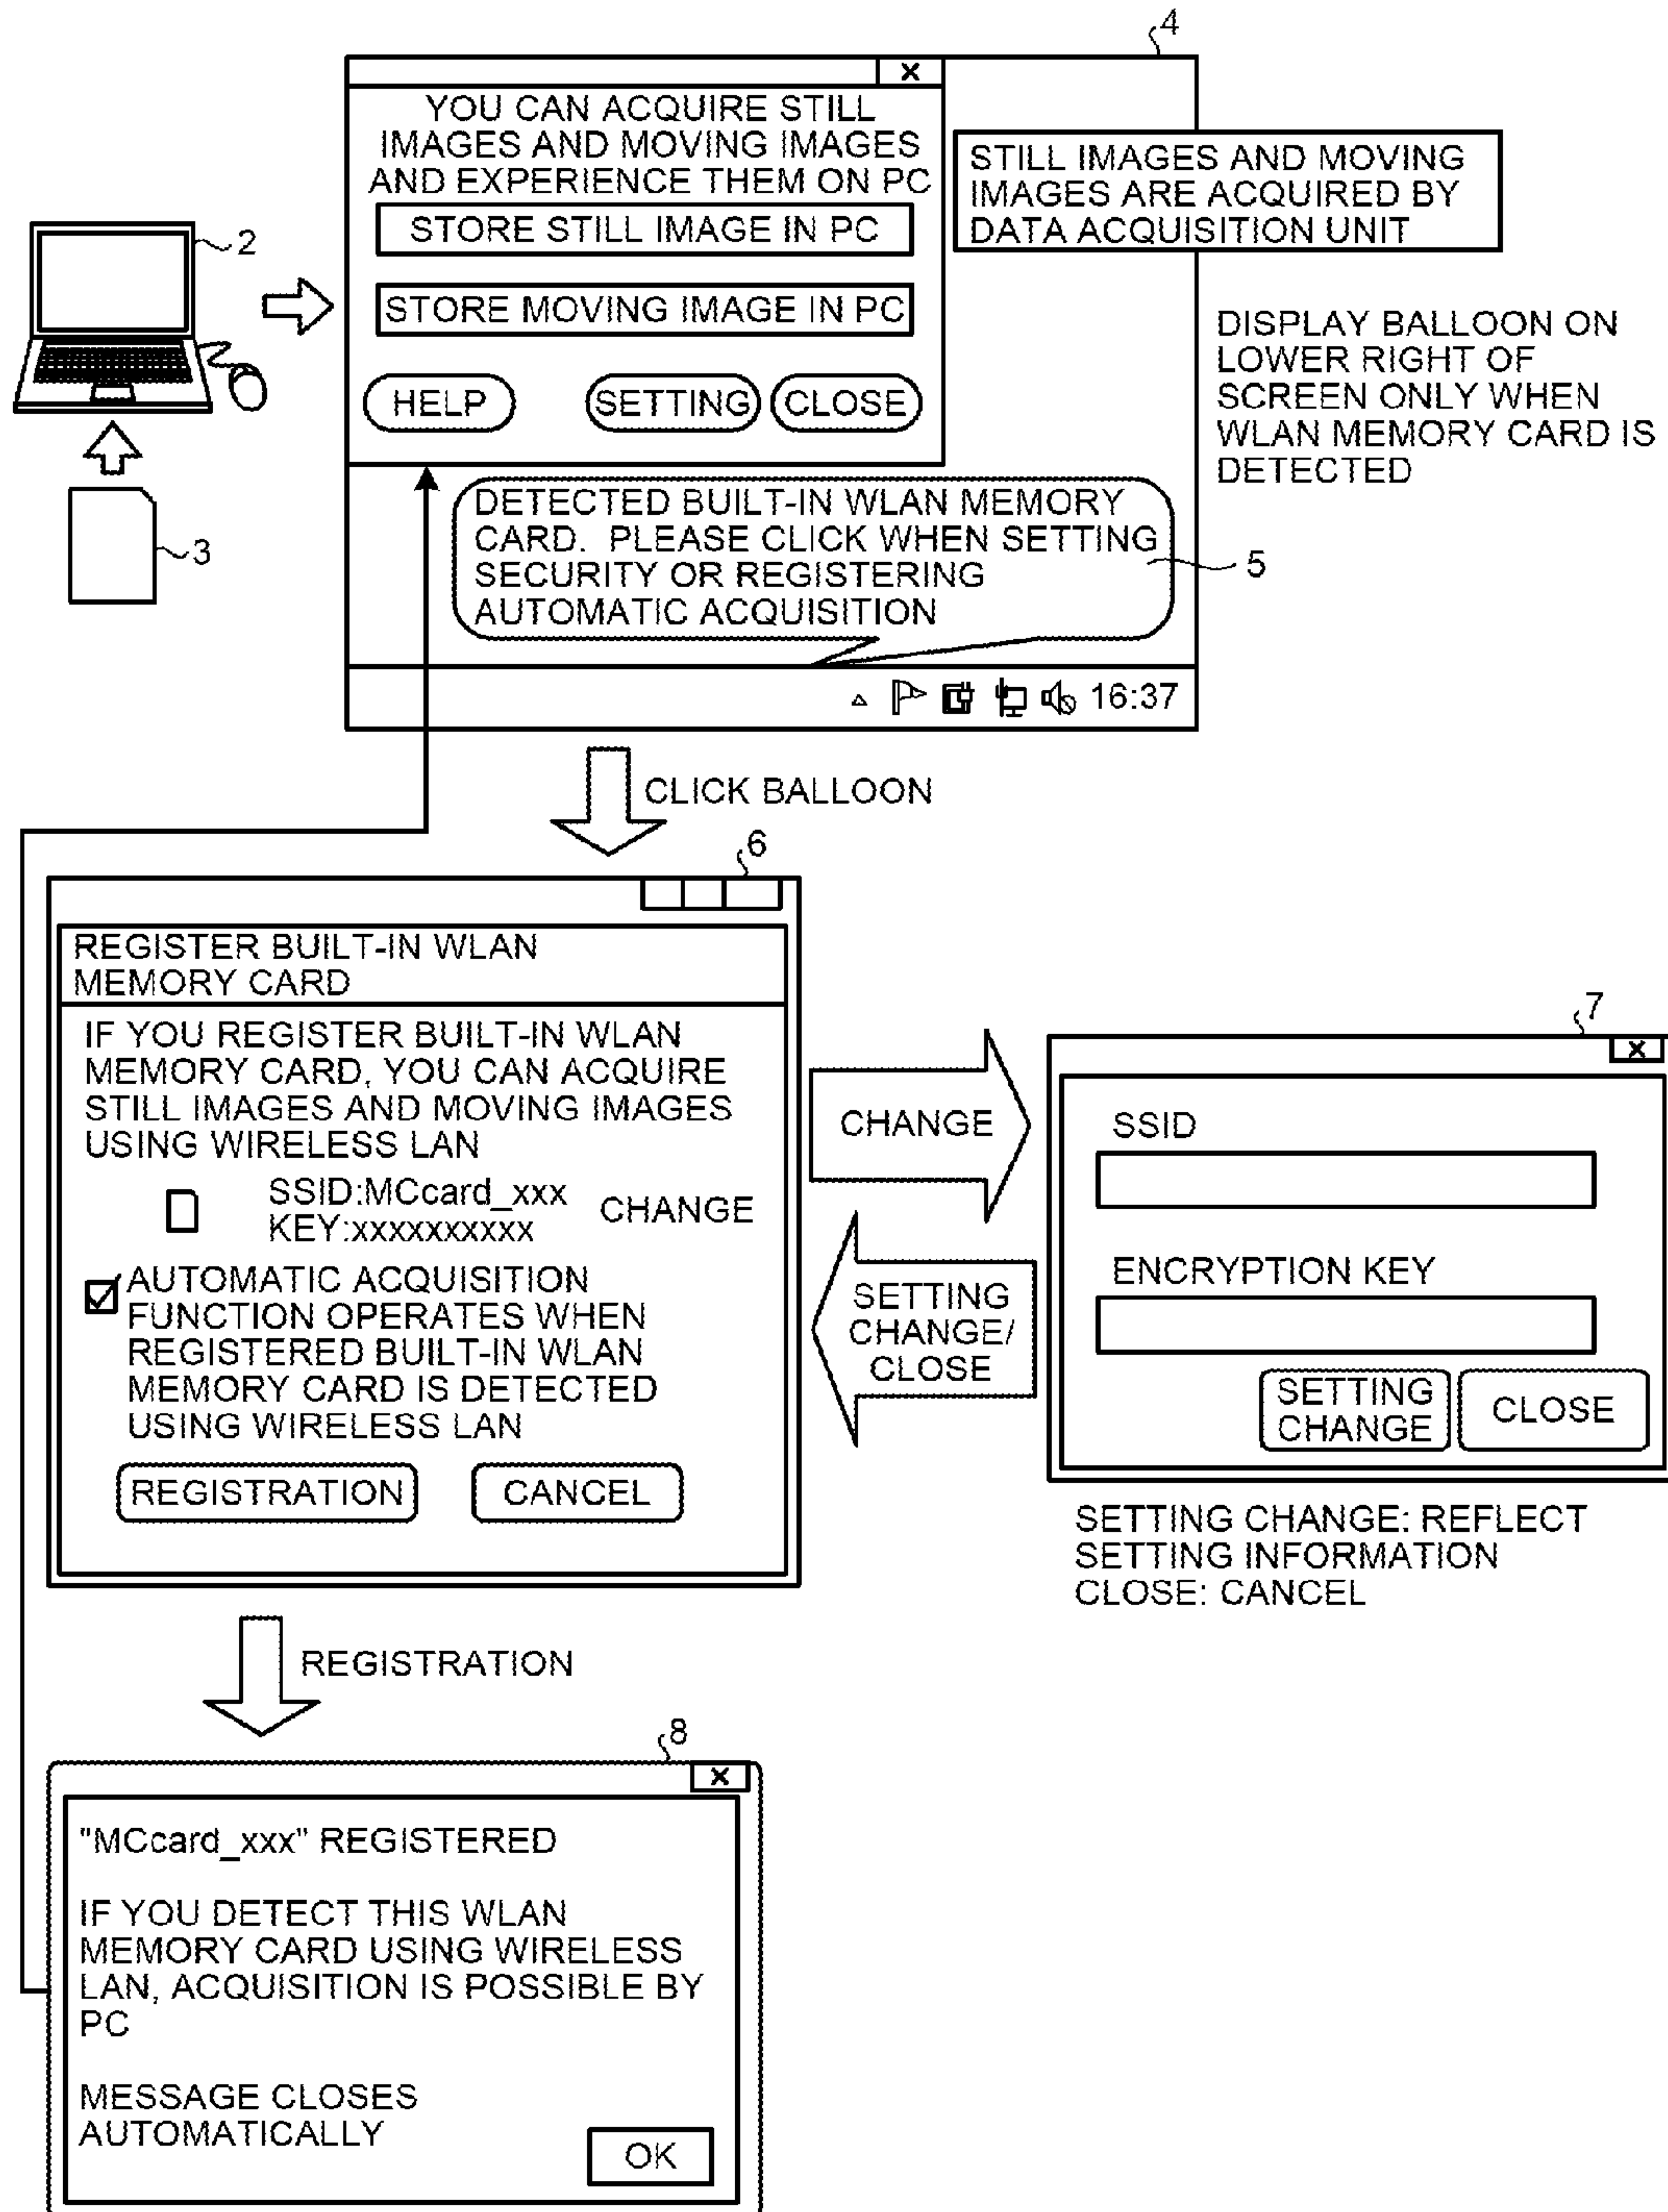 4
×
YOU CAN ACQUIRE STILL
IMAGES AND MOVING IMAGES
AND EXPERIENCE THEM ON PC
STORE STILL IMAGE IN PC
STORE MOVING IMAGE IN PC
HELP
SETTING
CLOSE
STILL IMAGES AND MOVING
IMAGES ARE ACQUIRED BY
DATA ACQUISITION UNIT
2
3
DISPLAY BALLOON ON
LOWER RIGHT OF
SCREEN ONLY WHEN
WLAN MEMORY CARD IS
DETECTED
DETECTED BUILT-IN WLAN MEMORY
CARD. PLEASE CLICK WHEN SETTING
SECURITY OR REGISTERING
AUTOMATIC ACQUISITION
5
16:37
CLICK BALLOON
6
REGISTER BUILT-IN WLAN
MEMORY CARD
IF YOU REGISTER BUILT-IN WLAN
MEMORY CARD, YOU CAN ACQUIRE
STILL IMAGES AND MOVING IMAGES
USING WIRELESS LAN
SSID:MCcard_xxx
KEY:xxxxxxxxxx
CHANGE
AUTOMATIC ACQUISITION
FUNCTION OPERATES WHEN
REGISTERED BUILT-IN WLAN
MEMORY CARD IS DETECTED
USING WIRELESS LAN
REGISTRATION
CANCEL
CHANGE
SETTING
CHANGE/
CLOSE
7
×
SSID
ENCRYPTION KEY
SETTING
CHANGE
CLOSE
SETTING CHANGE: REFLECT
SETTING INFORMATION
CLOSE: CANCEL
REGISTRATION
8
×
"MCcard_xxx" REGISTERED
IF YOU DETECT THIS WLAN
MEMORY CARD USING WIRELESS
LAN, ACQUISITION IS POSSIBLE BY
PC
MESSAGE CLOSES
AUTOMATICALLY
OK